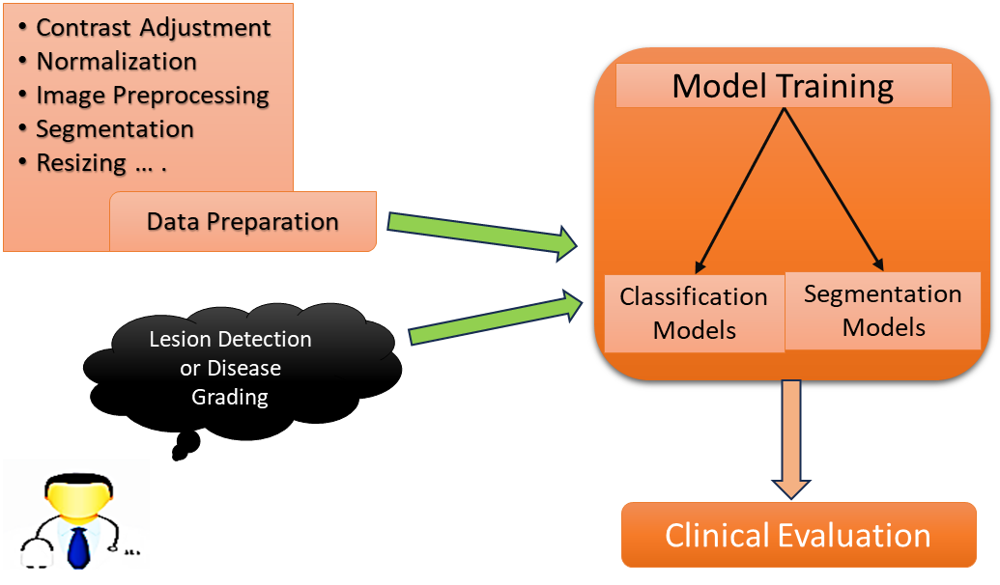 • Contrast Adjustment
• Normalization
• Image Preprocessing
• Segmentation
• Resizing ... .
Data Preparation
Lesion Detection
or Disease
Grading
Model Training
Classification
Models
Segmentation
Models
Clinical Evaluation